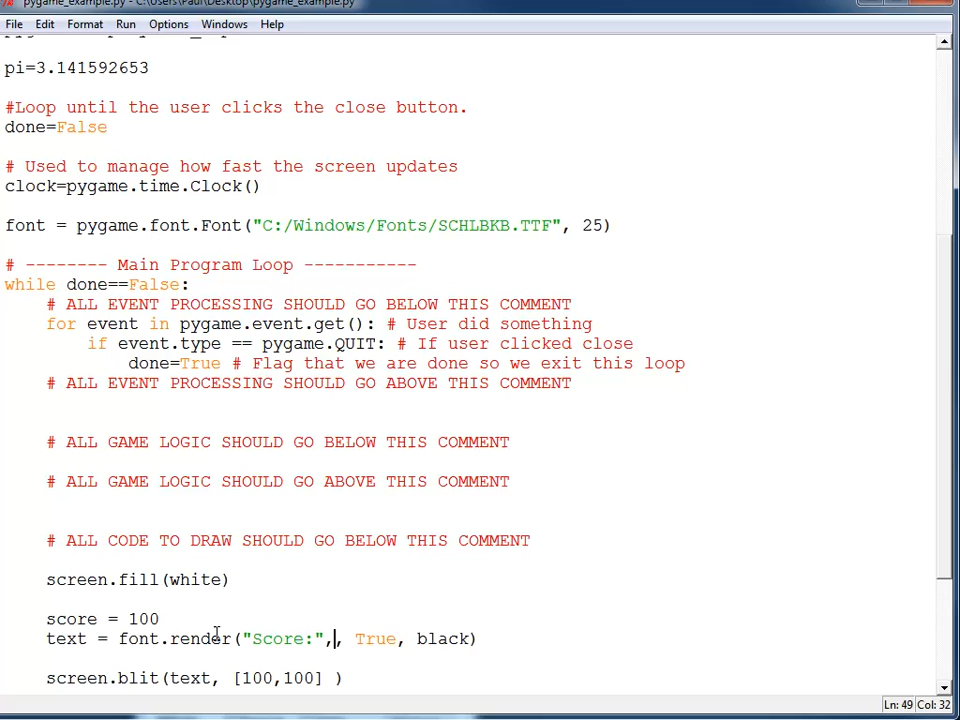 pygame_example.py - C:\Users\Paul\Desktop\pygame_example.py
File Edit Format Run Options Windows Help
pi=3.141592653
#Loop until the user clicks the close button.
done=False
# Used to manage how fast the screen updates
clock=pygame.time.Clock()
font = pygame.font.Font("C:/Windows/Fonts/SCHLBKB.TTF", 25)
# -------- Main Program Loop -----------
while done==False:
    # ALL EVENT PROCESSING SHOULD GO BELOW THIS COMMENT
    for event in pygame.event.get(): # User did something
        if event.type == pygame.QUIT: # If user clicked close
            done=True # Flag that we are done so we exit this loop
    # ALL EVENT PROCESSING SHOULD GO ABOVE THIS COMMENT
    # ALL GAME LOGIC SHOULD GO BELOW THIS COMMENT
    # ALL GAME LOGIC SHOULD GO ABOVE THIS COMMENT
    # ALL CODE TO DRAW SHOULD GO BELOW THIS COMMENT
    screen.fill(white)
    score = 100
    text = font.render("Score:",, True, black)
    screen.blit(text, [100,100] )
Ln: 49 Col: 32